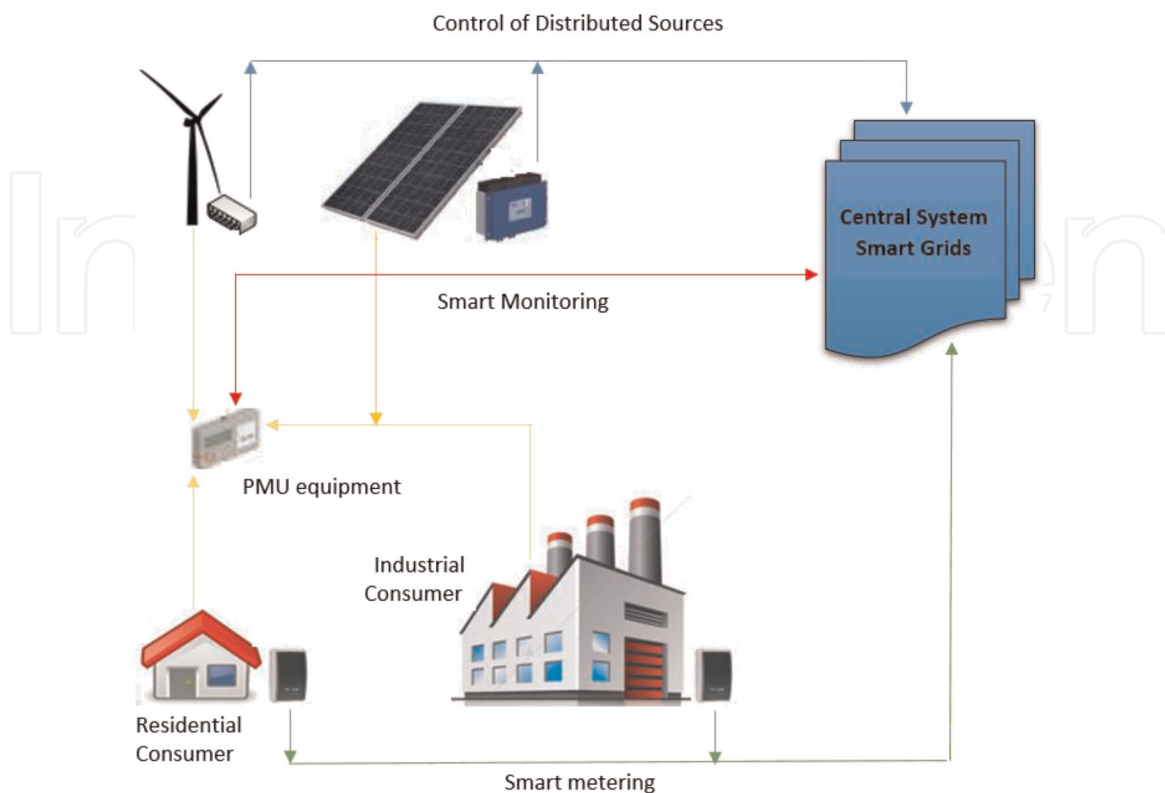 Control of Distributed Sources
Central System
Smart Grids
Smart Monitoring
PMU equipment
Industrial
Consumer
Residential
Consumer
Smart metering